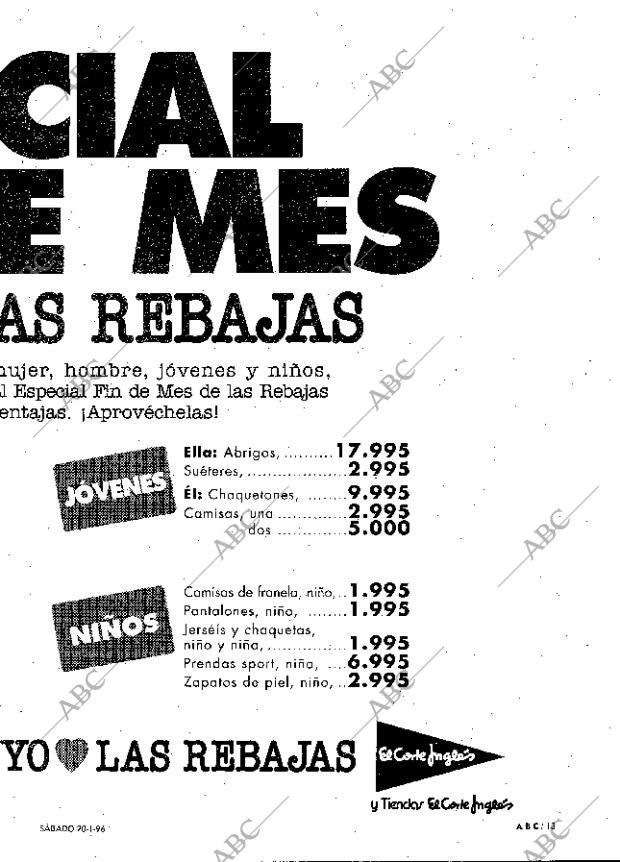 CIAL
E MES
AS REBAJAS
mujer, hombre, jóvenes y niños,
l Especial Fin de Mes de las Rebajas
entajas. ¡Aprovéchelas!
JÓVENES
Ella: Abrigos, .......... 17.995
Suéteres, ..................... 2.995
Él: Chaquetones, ........ 9.995
Camisas, una .............. 2.995
dos .............. 5.000
NIÑOS
Camisas de franela, niño, .. 1.995
Pantalones, niño, ........ 1.995
Jerséis y chaquetas,
niño y niña, ................ 1.995
Prendas sport, niña, .... 6.995
Zapatos de piel, niño, .. 2.995
YO LAS REBAJAS
El Corte Inglés
y Tiendas El Corte Inglés
SÁBADO 20-1-96
ABC/13